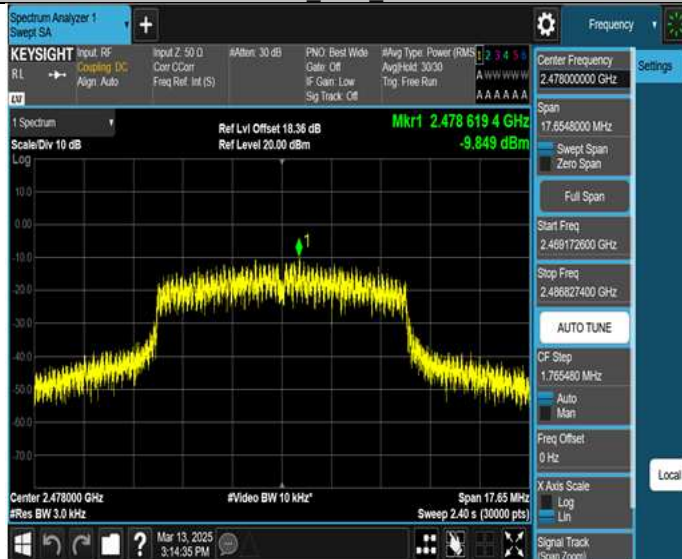 Spectrum Analyzer 1
Swept SA
+
Frequency
KEYSIGHT
RL
Input: RF
Coupling: DC
Align: Auto
Input Z: 50 Ω
Corr CCorr
Freq Ref: Int (S)
#Atten: 30 dB
PNO: Best Wide
Gate: Off
IF Gain: Low
Sig Track: Off
#Avg Type: Power (RMS
Avg|Hold: 30/30
Trig: Free Run
1 2 3 4 5 6
A W W W W W
A A A A A A
Center Frequency
2.478000000 GHz
Settings
Span
17.6548000 MHz
Swept Span
Zero Span
Full Span
Start Freq
2.469172600 GHz
Stop Freq
2.486827400 GHz
AUTO TUNE
CF Step
1.765480 MHz
Auto
Man
Freq Offset
0 Hz
X Axis Scale
Log
Lin
Signal Track
(Span Zoom)
Local
1 Spectrum
Scale/Div 10 dB
Ref Lvl Offset 18.36 dB
Ref Level 20.00 dBm
Mkr1 2.478 619 4 GHz
-9.849 dBm
Log
10.0
0.00
-10.0
-20.0
-30.0
-40.0
-50.0
-60.0
-70.0
1
Center 2.478000 GHz
#Res BW 3.0 kHz
#Video BW 10 kHz*
Span 17.65 MHz
Sweep 2.40 s (30000 pts)
?
Mar 13, 2025
3:14:35 PM